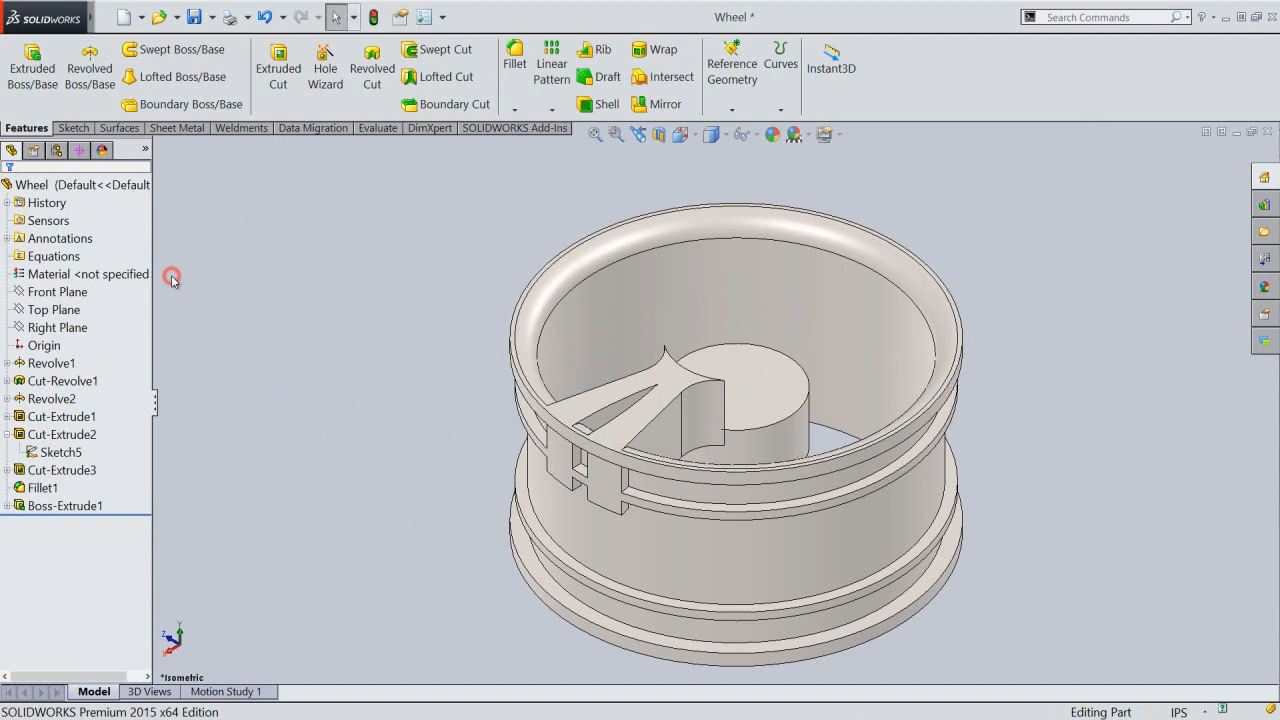 SOLIDWORKS
Wheel *
Search Commands
Extruded Boss/Base
Revolved Boss/Base
Swept Boss/Base
Lofted Boss/Base
Boundary Boss/Base
Extruded Cut
Hole Wizard
Revolved Cut
Swept Cut
Lofted Cut
Boundary Cut
Fillet
Linear Pattern
Rib
Draft
Shell
Wrap
Intersect
Mirror
Reference Geometry
Curves
Instant3D
Features
Sketch
Surfaces
Sheet Metal
Weldments
Data Migration
Evaluate
DimXpert
SOLIDWORKS Add-Ins
Wheel (Default<<Default
History
Sensors
Annotations
Equations
Material <not specified
Front Plane
Top Plane
Right Plane
Origin
Revolve1
Cut-Revolve1
Revolve2
Cut-Extrude1
Cut-Extrude2
Sketch5
Cut-Extrude3
Fillet1
Boss-Extrude1
Y
Z
X
*Isometric
Model
3D Views
Motion Study 1
SOLIDWORKS Premium 2015 x64 Edition
Editing Part
IPS